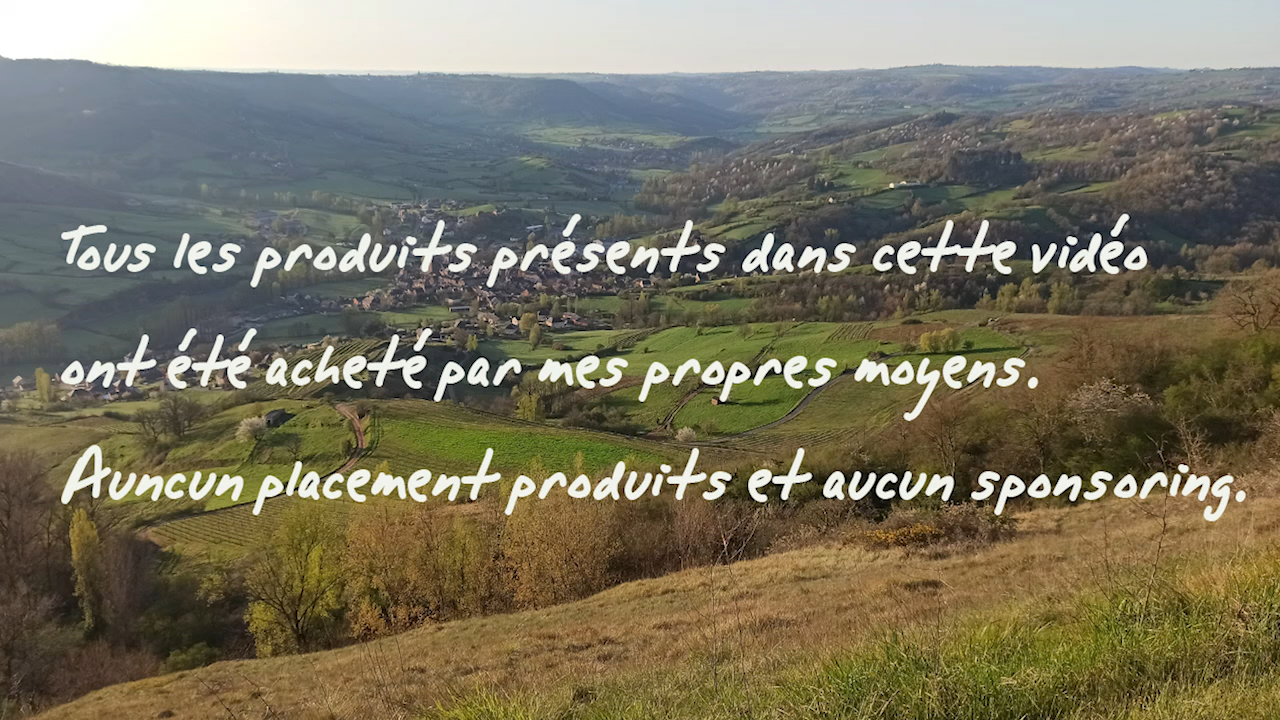 Tous les produits présents dans cette vidéo
ont été acheté par mes propres moyens.
Auncun placement produits et aucun sponsoring.